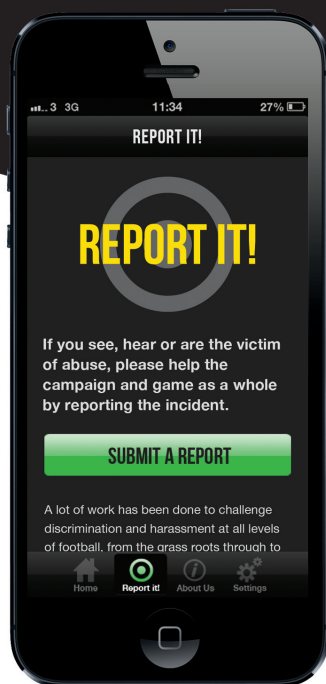 3 3G 11:34 27%
REPORT IT!
REPORT IT!
If you see, hear or are the victim
of abuse, please help the
campaign and game as a whole
by reporting the incident.
SUBMIT A REPORT
A lot of work has been done to challenge
discrimination and harassment at all levels
of football, from the grass roots through to
Home Report it! About Us Settings